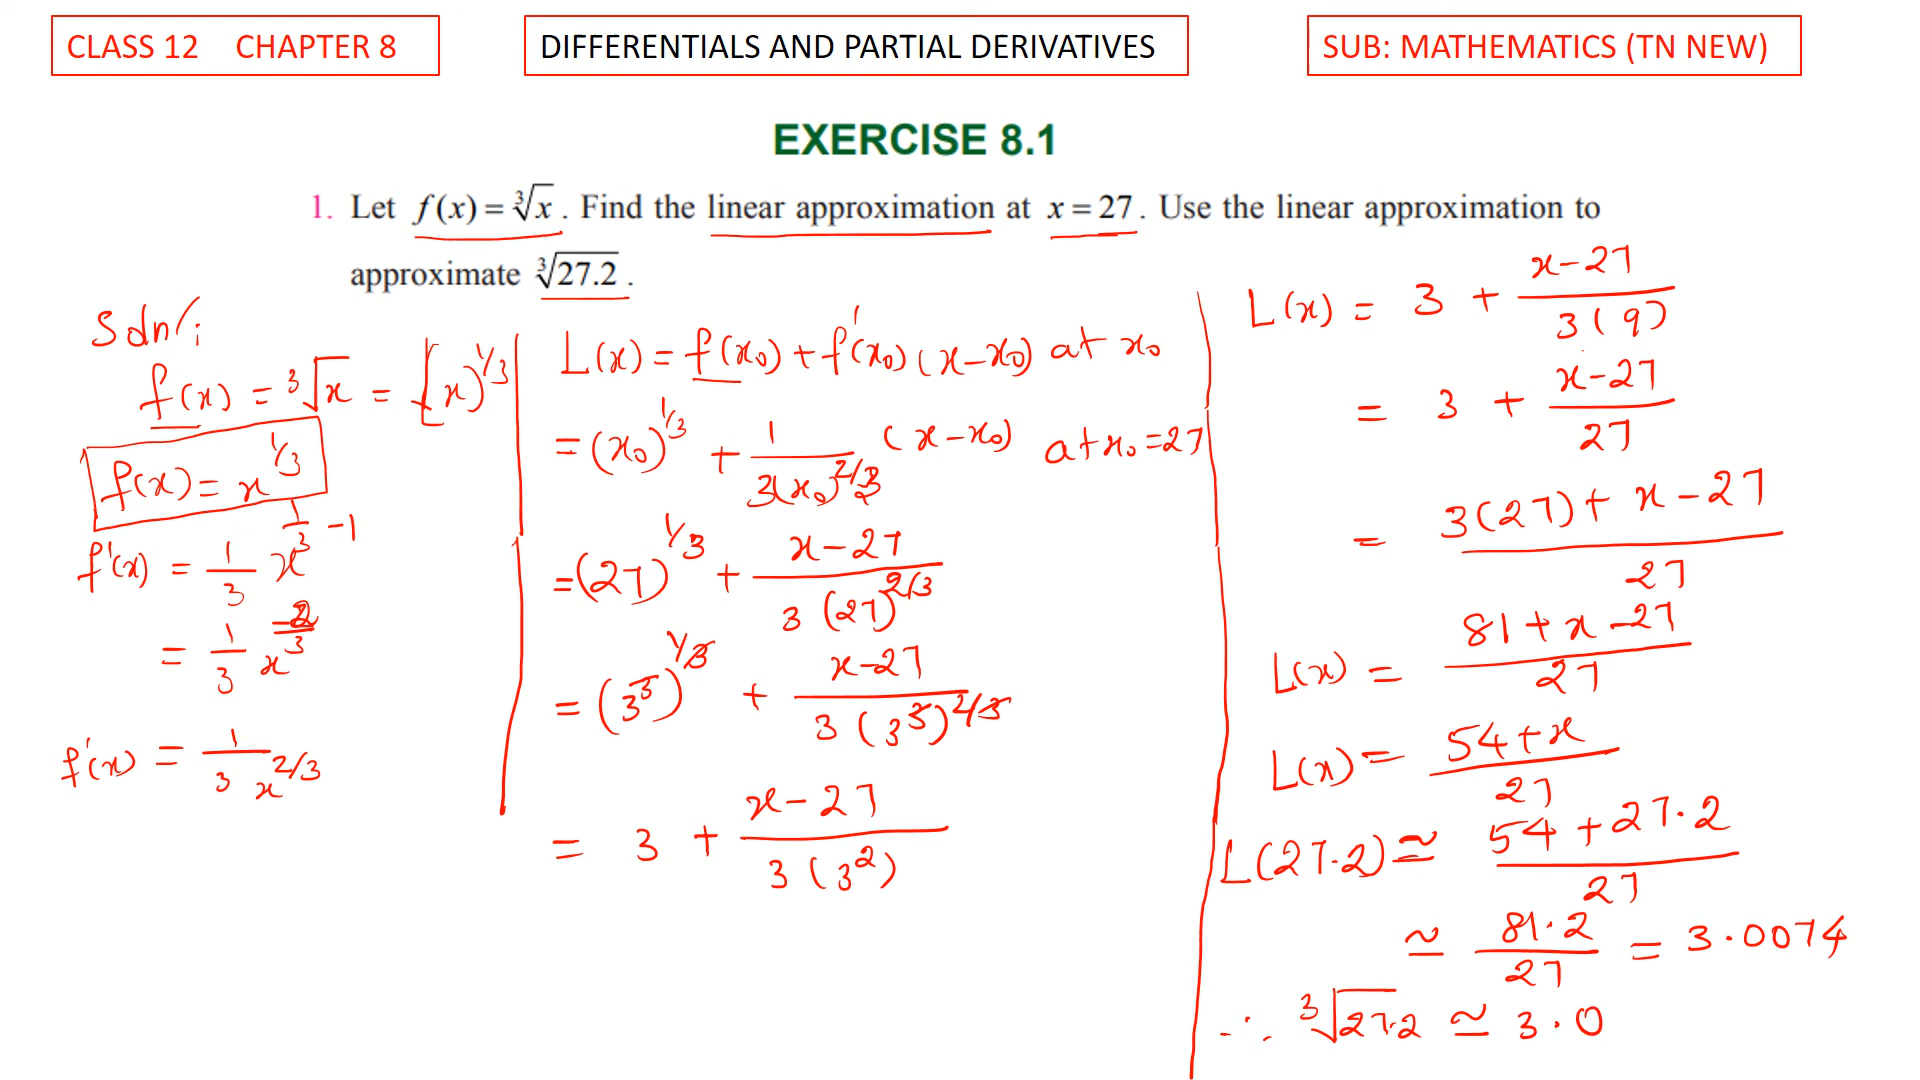 CLASS 12 CHAPTER 8
DIFFERENTIALS AND PARTIAL DERIVATIVES
SUB: MATHEMATICS (TN NEW)
EXERCISE 8.1
1. Let f(x) = ∛x . Find the linear approximation at x = 27 . Use the linear approximation to
approximate ∛27.2 .
Soln:
f(x) = ∛x = (x)^1/3
f(x) = x^1/3
f'(x) = 1/3 x^(1/3 - 1)
= 1/3 x^(-2/3)
f'(x) = 1/(3 x^2/3)
L(x) = f(x₀) + f'(x₀) (x - x₀) at x₀
= (x₀)^1/3 + 1/(3(x₀)^2/3) (x - x₀) at x₀ = 27
= (27)^1/3 + (x - 27)/(3 (27)^2/3)
= (3³)^1/3 + (x - 27)/(3 (3³)^2/3)
= 3 + (x - 27)/(3 (3²))
L(x) = 3 + (x - 27)/(3(9))
= 3 + (x - 27)/27
= (3(27) + x - 27)/27
L(x) = (81 + x - 27)/27
L(x) = (54 + x)/27
L(27.2) ≃ (54 + 27.2)/27
≃ 81.2/27 = 3.0074
∴ ∛27.2 ≃ 3.0